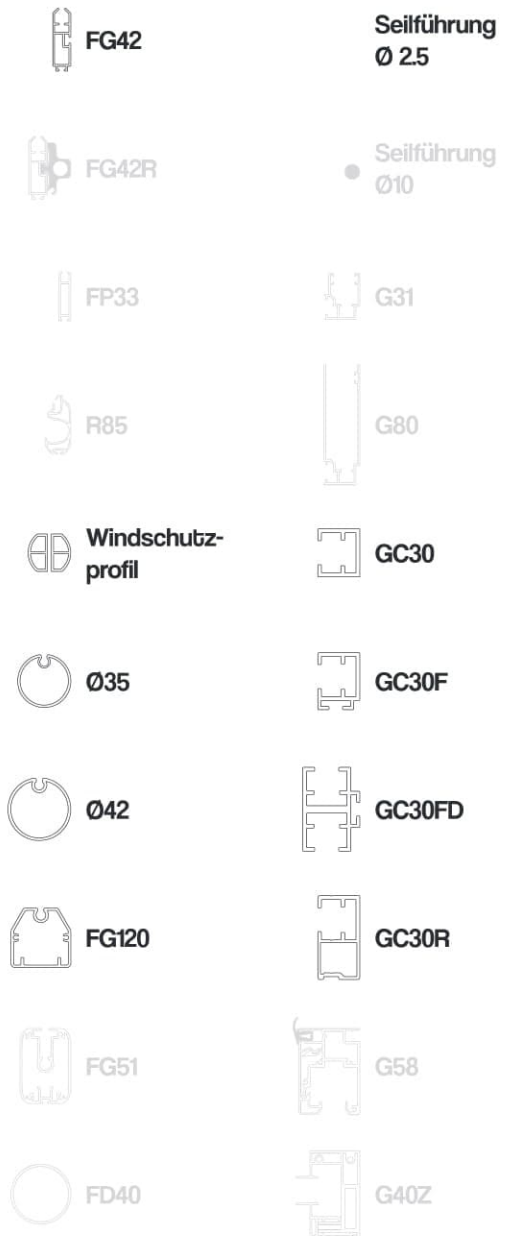 FG42
Seilführung
Ø 2.5
FG42R
Seilführung
Ø10
FP33
G31
R85
G80
Windschutz-
profil
GC30
Ø35
GC30F
Ø42
GC30FD
FG120
GC30R
FG51
G58
FD40
G40Z